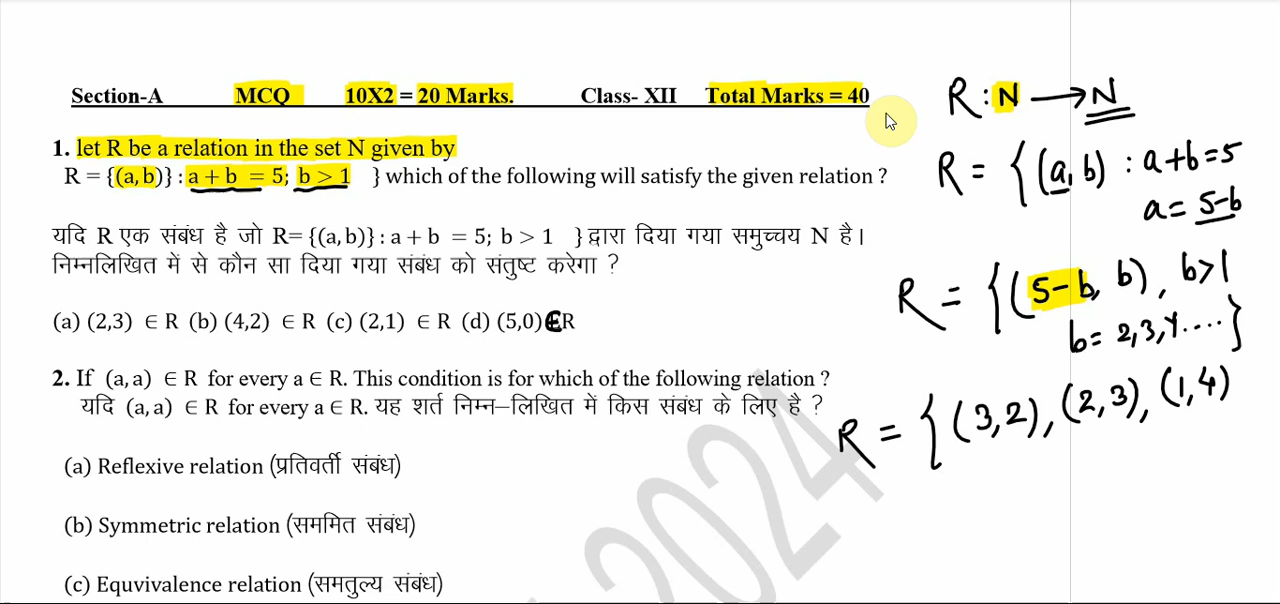 Section-A MCQ 10X2 = 20 Marks. Class- XII Total Marks = 40
1. let R be a relation in the set N given by
R = {(a, b)} : a + b = 5; b > 1 } which of the following will satisfy the given relation ?
यदि R एक संबंध है जो R= {(a, b)} : a + b = 5; b > 1 } द्वारा दिया गया समुच्चय N है।
निम्नलिखित में से कौन सा दिया गया संबंध को संतुष्ट करेगा ?
(a) (2,3) ∈ R (b) (4,2) ∈ R (c) (2,1) ∈ R (d) (5,0) ∈ R
2. If (a, a) ∈ R for every a ∈ R. This condition is for which of the following relation ?
यदि (a, a) ∈ R for every a ∈ R. यह शर्त निम्न–लिखित में किस संबंध के लिए है ?
(a) Reflexive relation (प्रतिवर्ती संबंध)
(b) Symmetric relation (सममित संबंध)
(c) Equvivalence relation (समतुल्य संबंध)
R : N → N
R = { (a, b) : a+b=5
a = 5-b
R = { (5-b, b), b>1
b= 2,3,4.... }
R = { (3,2), (2,3), (1,4)
2024